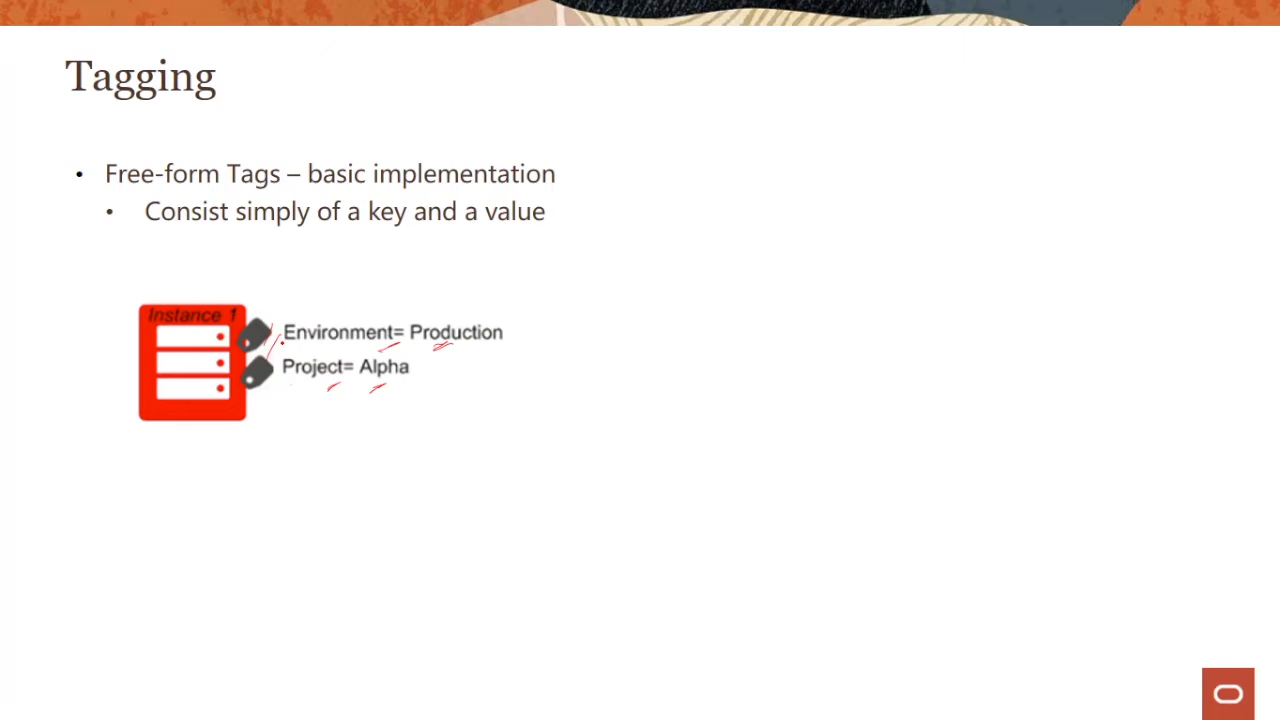 Tagging
• Free-form Tags – basic implementation
• Consist simply of a key and a value
Instance 1
Environment= Production
Project= Alpha